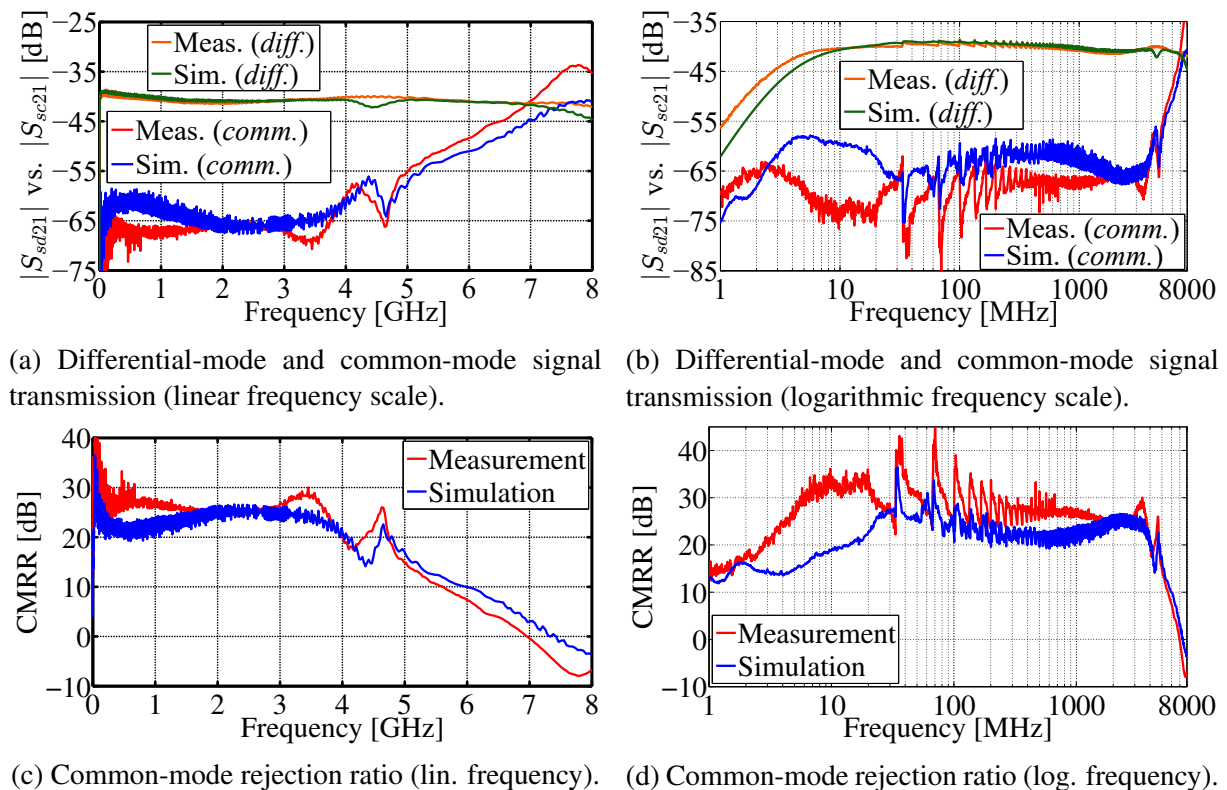 |Ssd21| vs. |Ssc21| [dB]
−25
−35
−45
−55
−65
−75
Meas. (diff.)
Sim. (diff.)
Meas. (comm.)
Sim. (comm.)
0 1 2 3 4 5 6 7 8
Frequency [GHz]
(a) Differential-mode and common-mode signal
transmission (linear frequency scale).
|Ssd21| vs. |Ssc21| [dB]
−35
−45
−55
−65
−75
−85
Meas. (diff.)
Sim. (diff.)
Meas. (comm.)
Sim. (comm.)
1 10 100 1000 8000
Frequency [MHz]
(b) Differential-mode and common-mode signal
transmission (logarithmic frequency scale).
CMRR [dB]
40
30
20
10
0
−10
Measurement
Simulation
0 1 2 3 4 5 6 7 8
Frequency [GHz]
(c) Common-mode rejection ratio (lin. frequency).
CMRR [dB]
40
30
20
10
0
−10
Measurement
Simulation
1 10 100 1000 8000
Frequency [MHz]
(d) Common-mode rejection ratio (log. frequency).